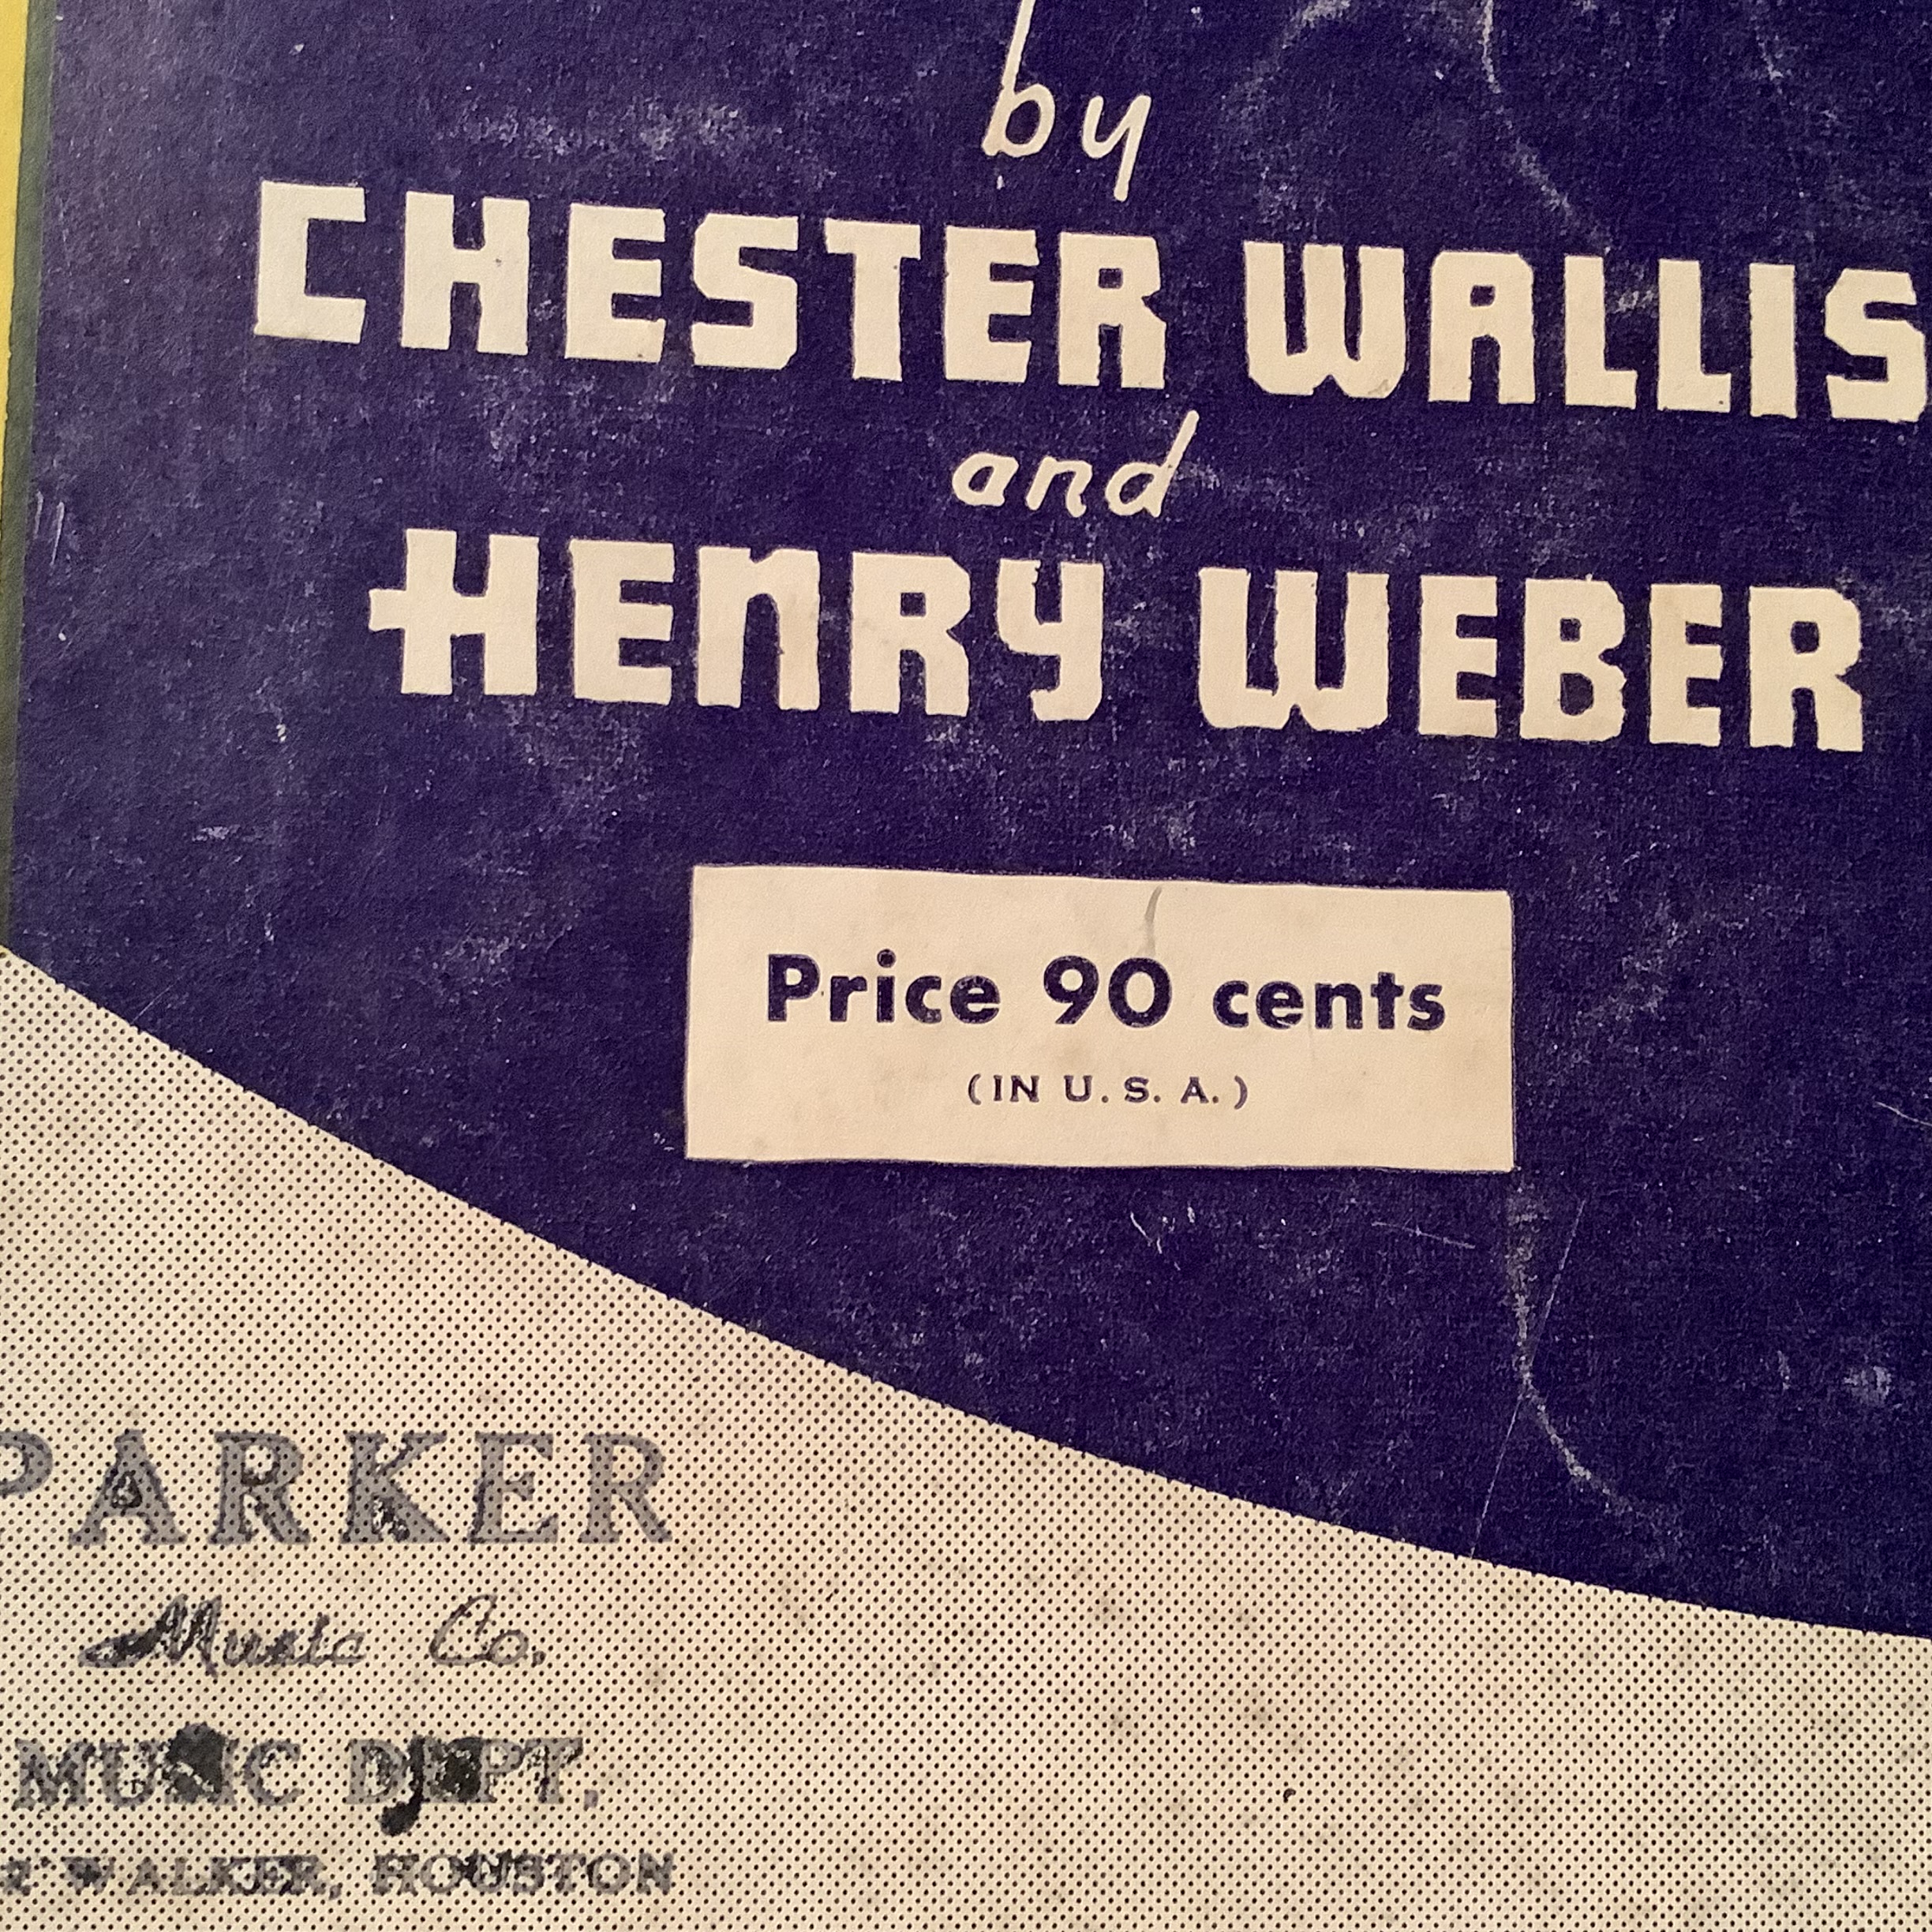 by
CHESTER WALLIS
and
HENRY WEBER
Price 90 cents
(IN U. S. A.)
PARKER
Music Co.
MUSIC DEPT.
WALKER, HOUSTON